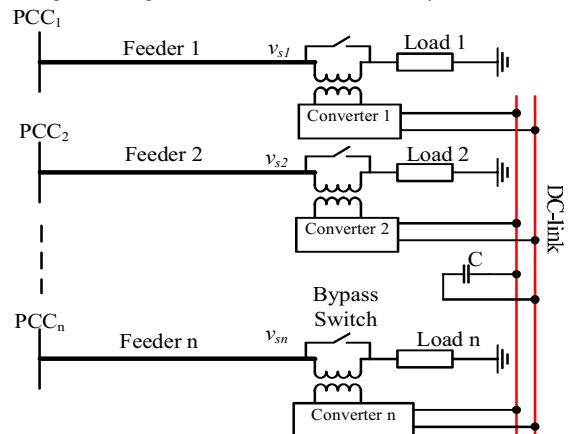 PCC1
Feeder 1
vs1
Load 1
Converter 1
PCC2
Feeder 2
vs2
Load 2
Converter 2
DC-link
C
Bypass
Switch
PCCn
Feeder n
vsn
Load n
Converter n